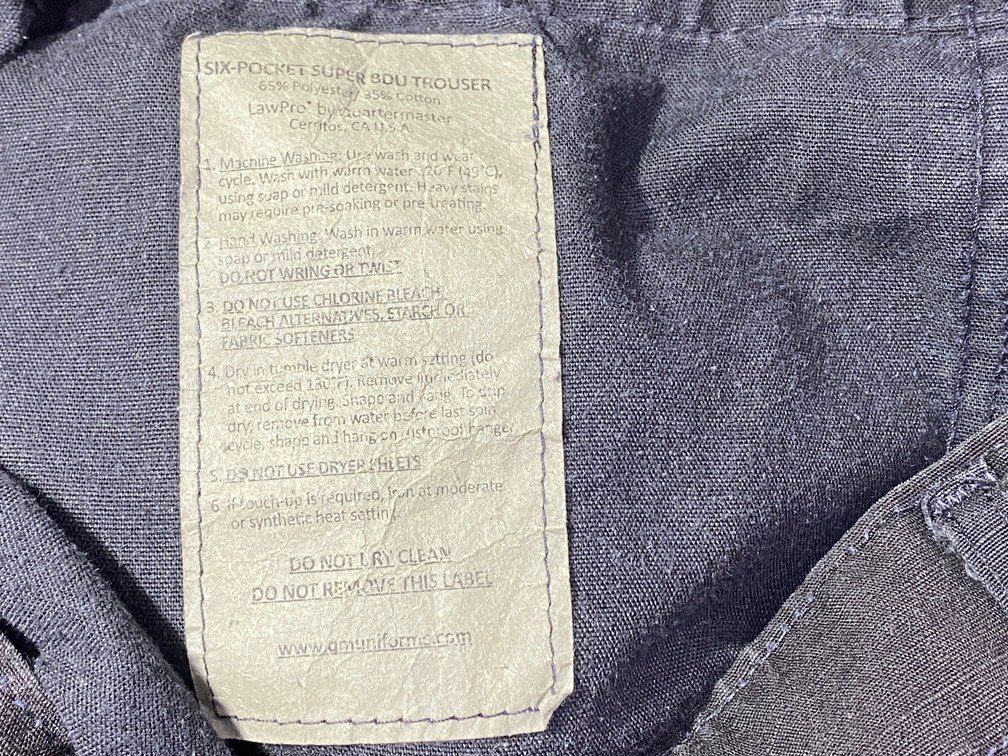 SIX-POCKET SUPER BDU TROUSER
65% Polyester/ 35% Cotton
LawPro® by Quartermaster
Cerritos, CA U.S.A.
1. Machine Washing: Use wash and wear
cycle. Wash with warm water 120°F (49°C),
using soap or mild detergent. Heavy stains
may require pre-soaking or pre treating.
2. Hand Washing: Wash in warm water using
soap or mild detergent.
DO NOT WRING OR TWIST
3. DO NOT USE CHLORINE BLEACH,
BLEACH ALTERNATIVES, STARCH OR
FABRIC SOFTENERS
4. Dry in tumble dryer at warm setting (do
not exceed 130°F). Remove immediately
at end of drying. Shape and hang. To drip
dry, remove from water before last spin
cycle, shape and hang on rustproof hanger
5. DO NOT USE DRYER SHEETS
6. If touch-up is required, iron at moderate
or synthetic heat setting.
DO NOT DRY CLEAN
DO NOT REMOVE THIS LABEL
www.qmuniforms.com